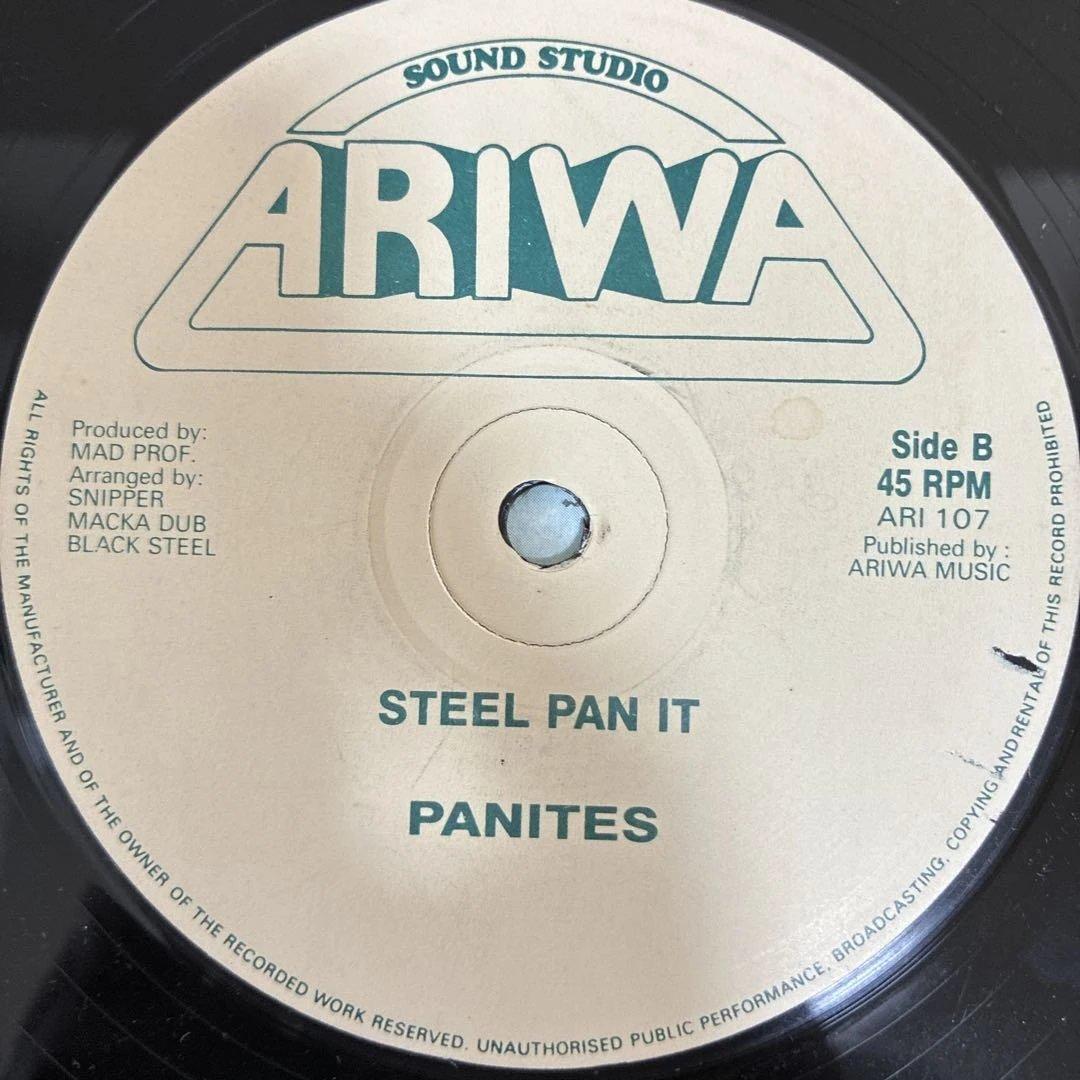 SOUND STUDIO
ARIWA
Produced by:
MAD PROF.
Arranged by:
SNIPPER
MACKA DUB
BLACK STEEL
Side B
45 RPM
ARI 107
Published by :
ARIWA MUSIC
STEEL PAN IT
PANITES
ALL RIGHTS OF THE MANUFACTURER AND OF THE OWNER OF THE RECORDED WORK RESERVED. UNAUTHORISED PUBLIC PERFORMANCE, BROADCASTING, COPYING AND RENTAL OF THIS RECORD PROHIBITED